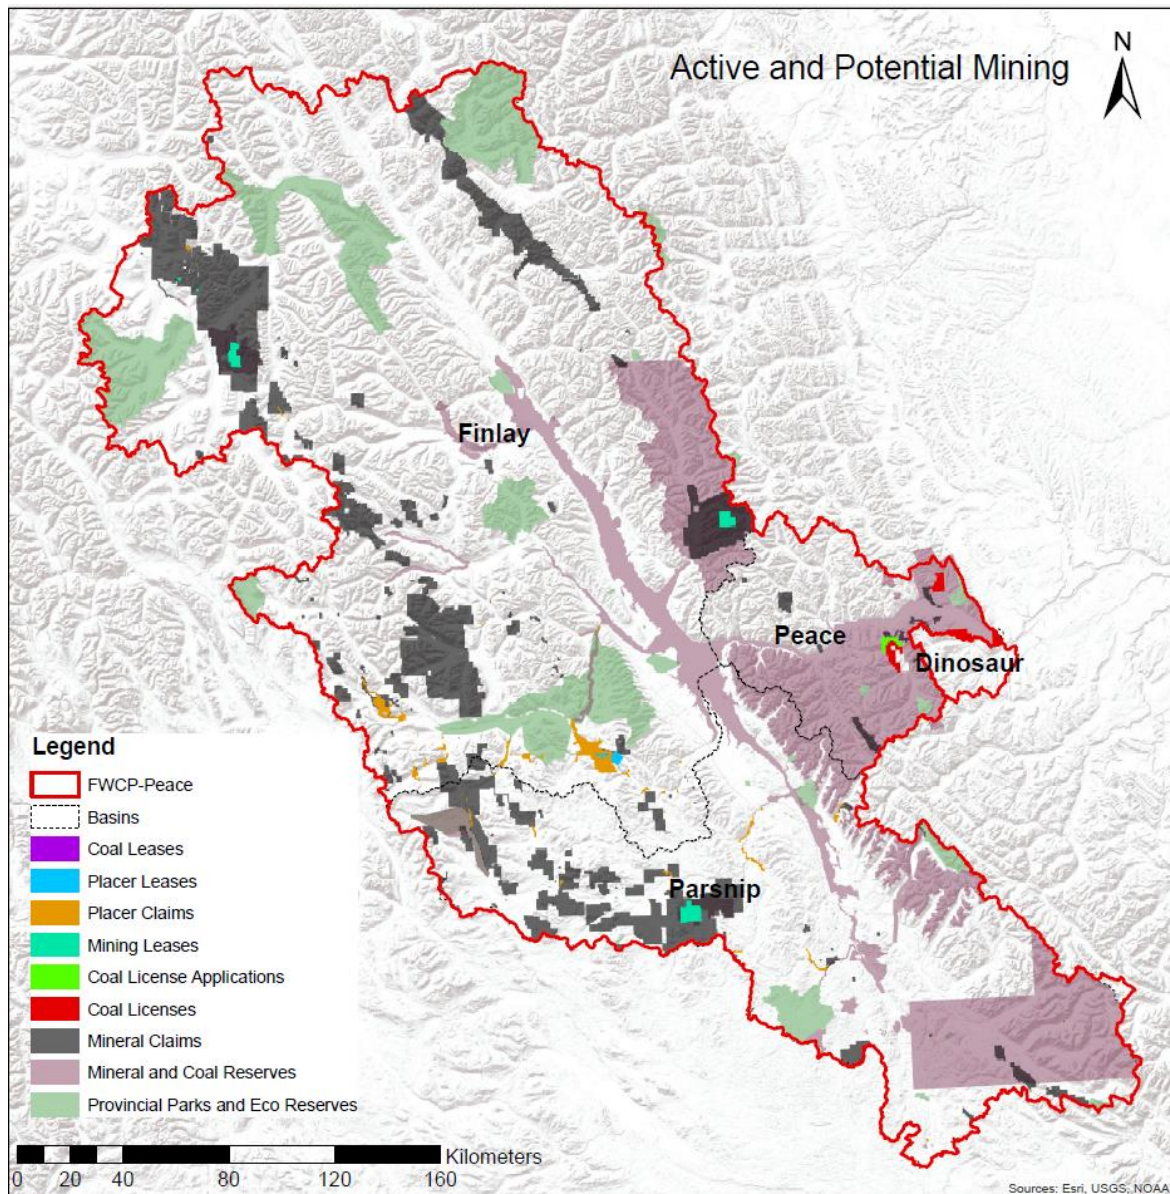 Active and Potential Mining
N
Finlay
Peace
Dinosaur
Parsnip
Legend
FWCP-Peace
Basins
Coal Leases
Placer Leases
Placer Claims
Mining Leases
Coal License Applications
Coal Licenses
Mineral Claims
Mineral and Coal Reserves
Provincial Parks and Eco Reserves
Kilometers
0 20 40 80 120 160
Sources: Esri, USGS, NOAA